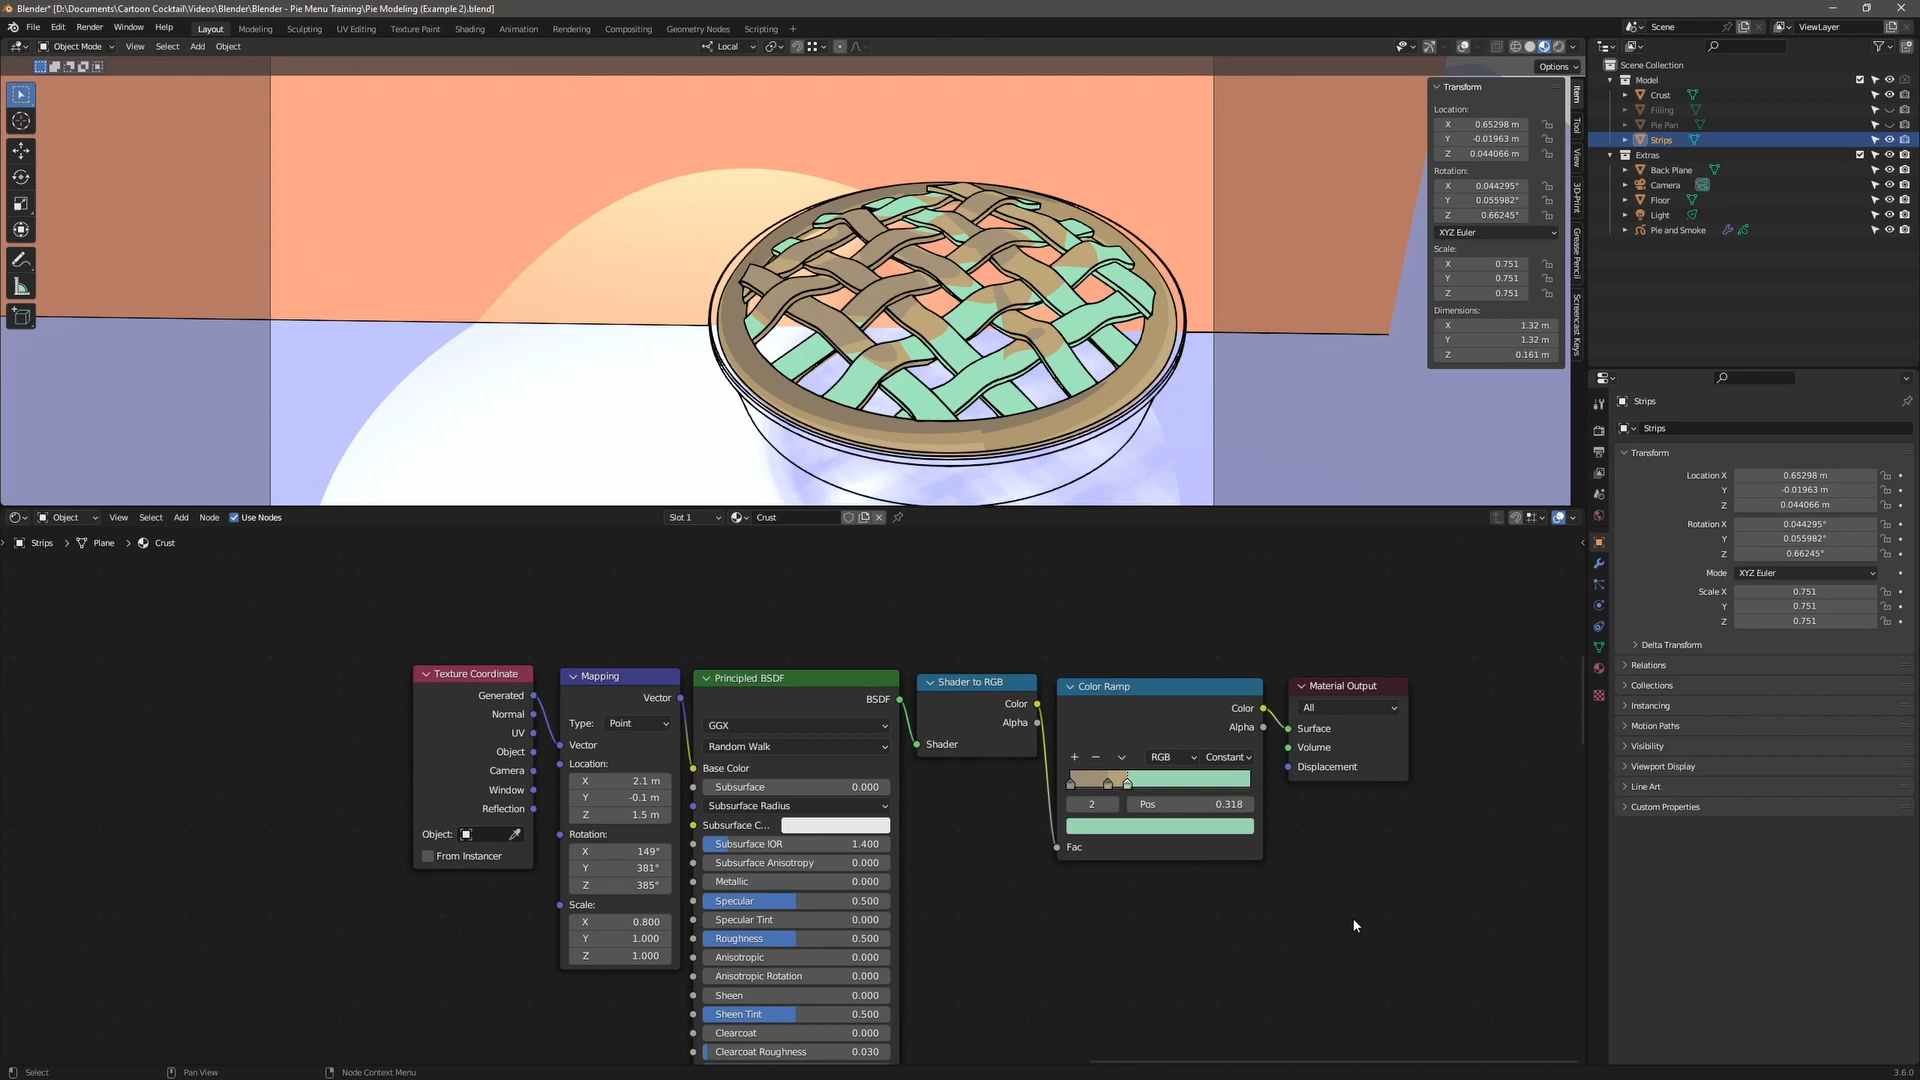 Blender* [D:\Documents\Cartoon Cocktail\Videos\Blender\Blender - Pie Menu Training\Pie Modeling (Example 2).blend]
File Edit Render Window Help Layout Modeling Sculpting UV Editing Texture Paint Shading Animation Rendering Compositing Geometry Nodes Scripting + Scene ViewLayer
Object Mode View Select Add Object Local
Options
Transform
Location:
X 0.65298 m
Y -0.01963 m
Z 0.044066 m
Rotation:
X 0.044295°
Y 0.055982°
Z 0.66245°
XYZ Euler
Scale:
X 0.751
Y 0.751
Z 0.751
Dimensions:
X 1.32 m
Y 1.32 m
Z 0.161 m
Item
Tool
View
3D-Print
Grease Pencil
Screencast Keys
Scene Collection
Model
Crust
Filling
Pie Pan
Strips
Extras
Back Plane
Camera
Floor
Light
Pie and Smoke
Strips
Strips
Transform
Location X 0.65298 m
Y -0.01963 m
Z 0.044066 m
Rotation X 0.044295°
Y 0.055982°
Z 0.66245°
Mode XYZ Euler
Scale X 0.751
Y 0.751
Z 0.751
Delta Transform
Relations
Collections
Instancing
Motion Paths
Visibility
Viewport Display
Line Art
Custom Properties
Object View Select Add Node Use Nodes Slot 1 Crust
Strips > Plane > Crust
Texture Coordinate
Generated
Normal
UV
Object
Camera
Window
Reflection
Object:
From Instancer
Mapping
Vector
Type: Point
Vector
Location:
X 2.1 m
Y -0.1 m
Z 1.5 m
Rotation:
X 149°
Y 381°
Z 385°
Scale:
X 0.800
Y 1.000
Z 1.000
Principled BSDF
BSDF
GGX
Random Walk
Base Color
Subsurface 0.000
Subsurface Radius
Subsurface C...
Subsurface IOR 1.400
Subsurface Anisotropy 0.000
Metallic 0.000
Specular 0.500
Specular Tint 0.000
Roughness 0.500
Anisotropic 0.000
Anisotropic Rotation 0.000
Sheen 0.000
Sheen Tint 0.500
Clearcoat 0.000
Clearcoat Roughness 0.030
Shader to RGB
Color
Alpha
Shader
Color Ramp
Color
Alpha
+ − RGB Constant
2 Pos 0.318
Fac
Material Output
All
Surface
Volume
Displacement
Select Pan View Node Context Menu 3.6.0